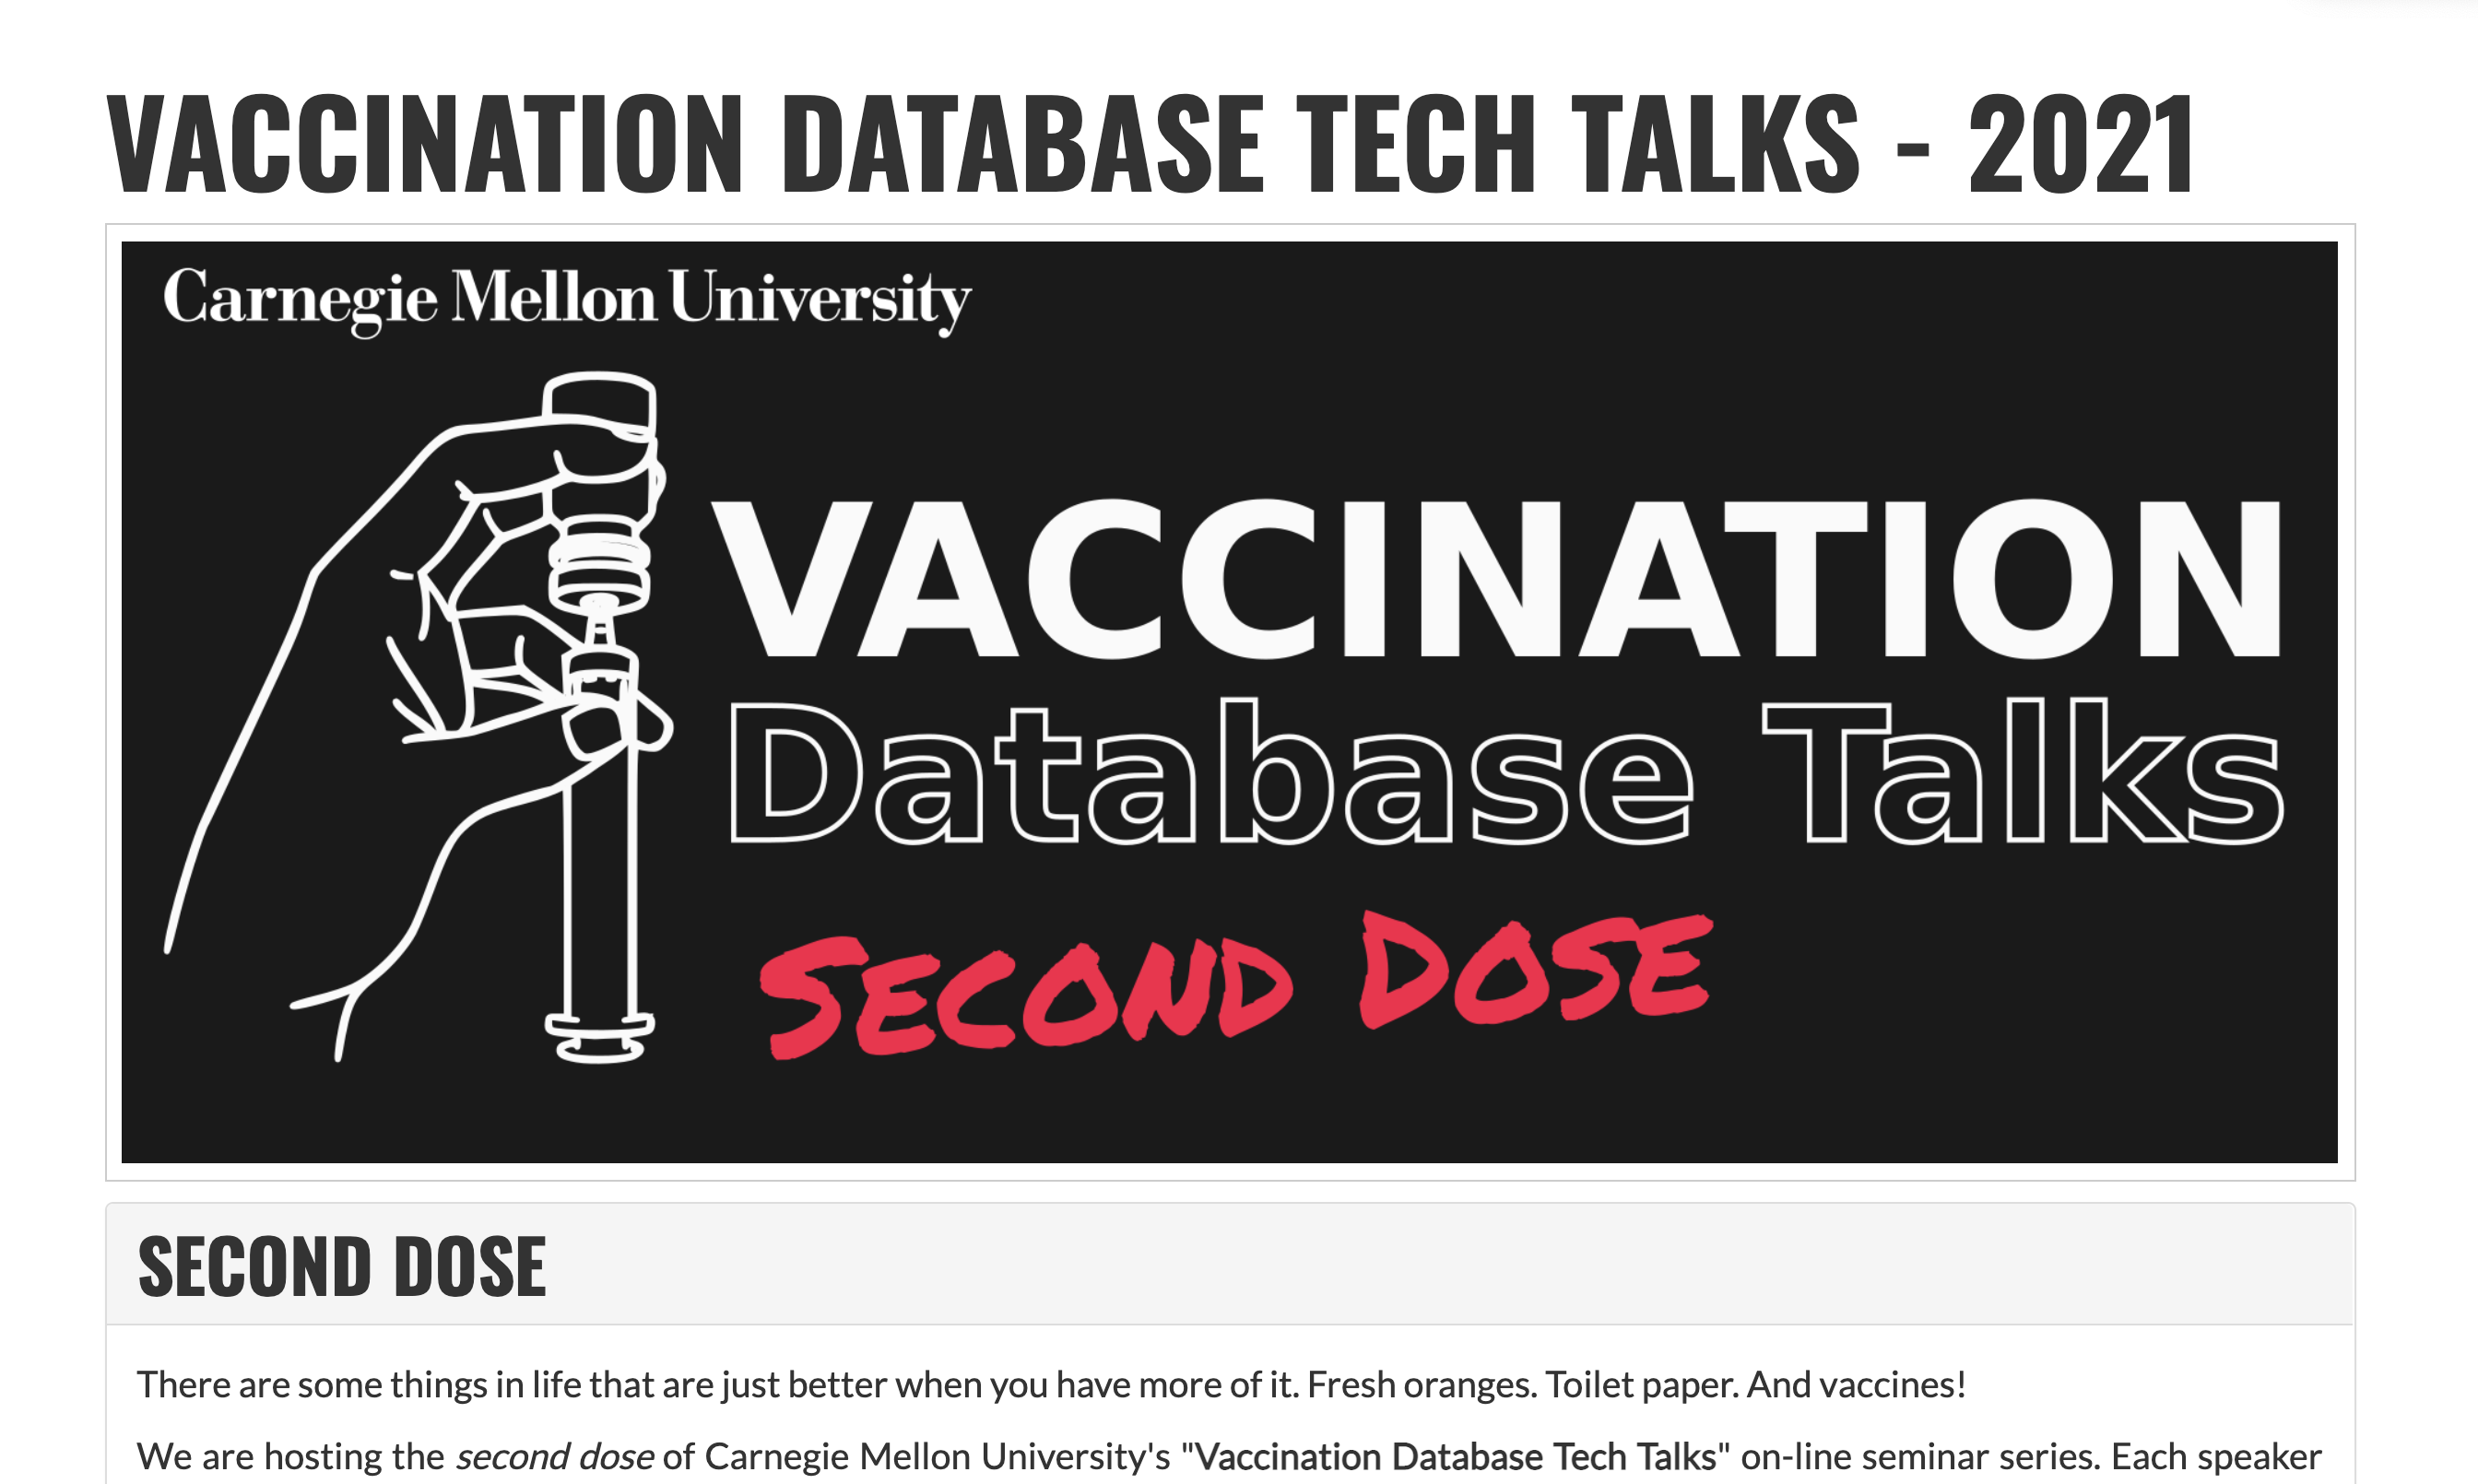 VACCINATION DATABASE TECH TALKS - 2021
Carnegie Mellon University
VACCINATION
Database Talks
SECOND DOSE
SECOND DOSE
There are some things in life that are just better when you have more of it. Fresh oranges. Toilet paper. And vaccines!
We are hosting the second dose of Carnegie Mellon University's "Vaccination Database Tech Talks" on-line seminar series. Each speaker